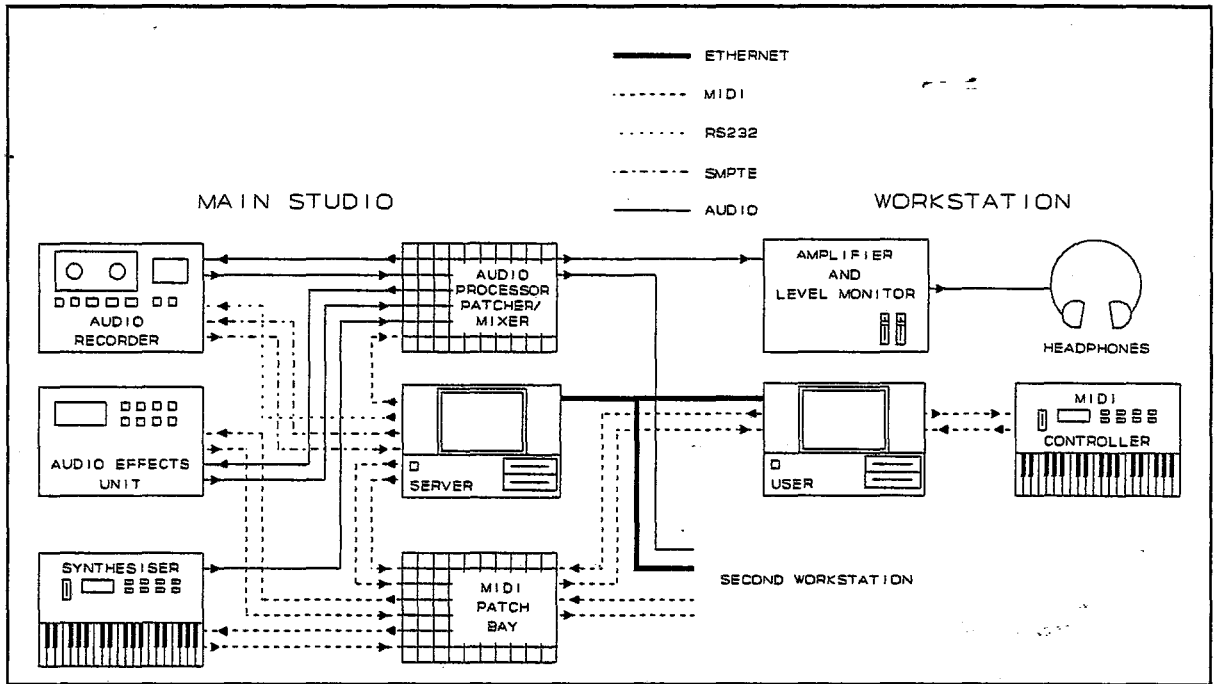 ETHERNET
MIDI
RS232
SMPTE
AUDIO
MAIN STUDIO
WORKSTATION
AUDIO
RECORDER
AUDIO
PROCESSOR
PATCHER/
MIXER
AMPLIFIER
AND
LEVEL MONITOR
HEADPHONES
AUDIO EFFECTS
UNIT
SERVER
USER
MIDI
CONTROLLER
SYNTHESISER
MIDI
PATCH
BAY
SECOND WORKSTATION